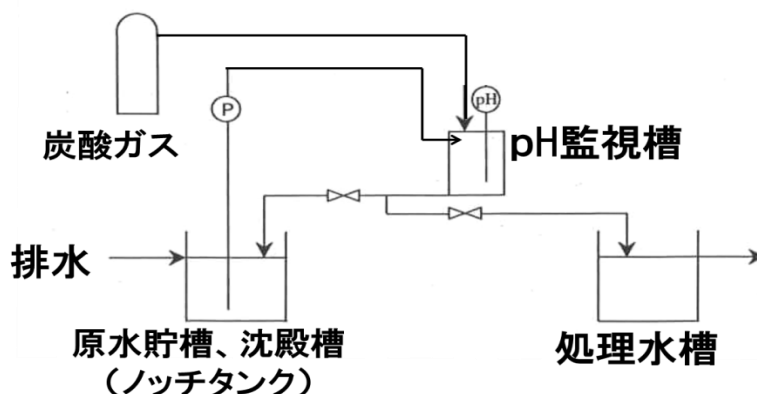 P
pH
炭酸ガス
pH監視槽
排水
原水貯槽、沈殿槽
（ノッチタンク）
処理水槽